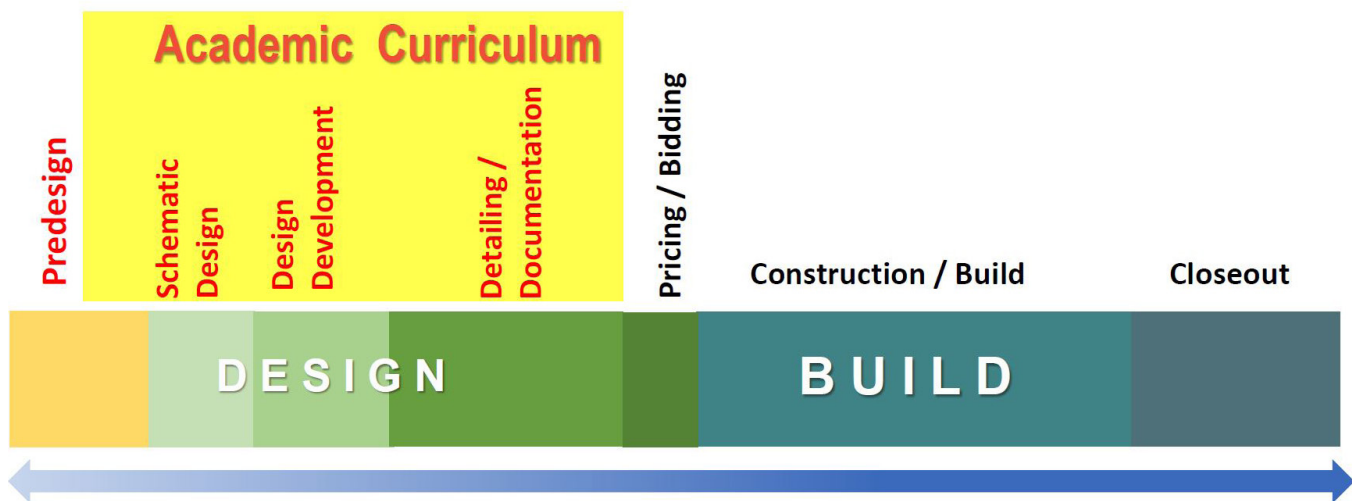 Academic Curriculum
Predesign
Schematic
Design
Design
Development
Detailing /
Documentation
Pricing / Bidding
Construction / Build
Closeout
DESIGN
BUILD